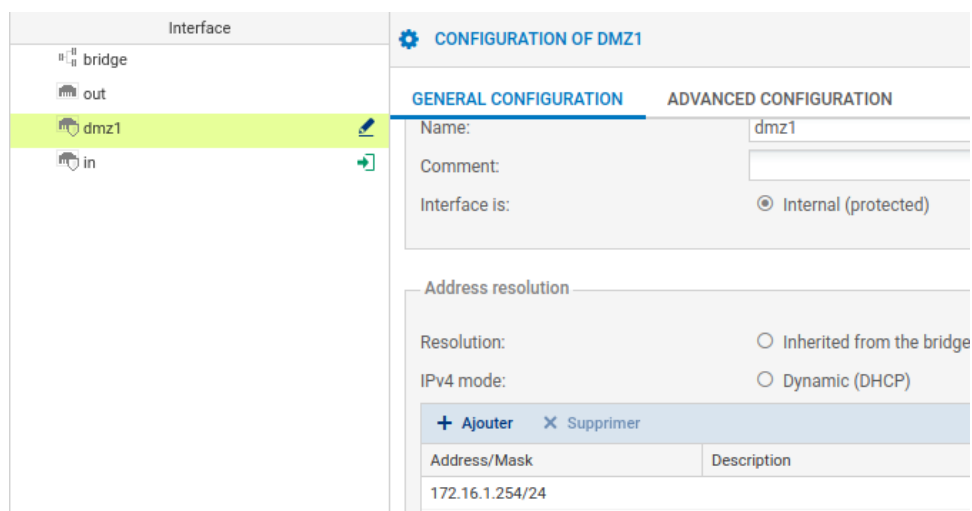 Interface
bridge
out
dmz1
in
CONFIGURATION OF DMZ1
GENERAL CONFIGURATION ADVANCED CONFIGURATION
Name: dmz1
Comment:
Interface is: Internal (protected)
Address resolution
Resolution: Inherited from the bridge
IPv4 mode: Dynamic (DHCP)
+ Ajouter × Supprimer
Address/Mask Description
172.16.1.254/24